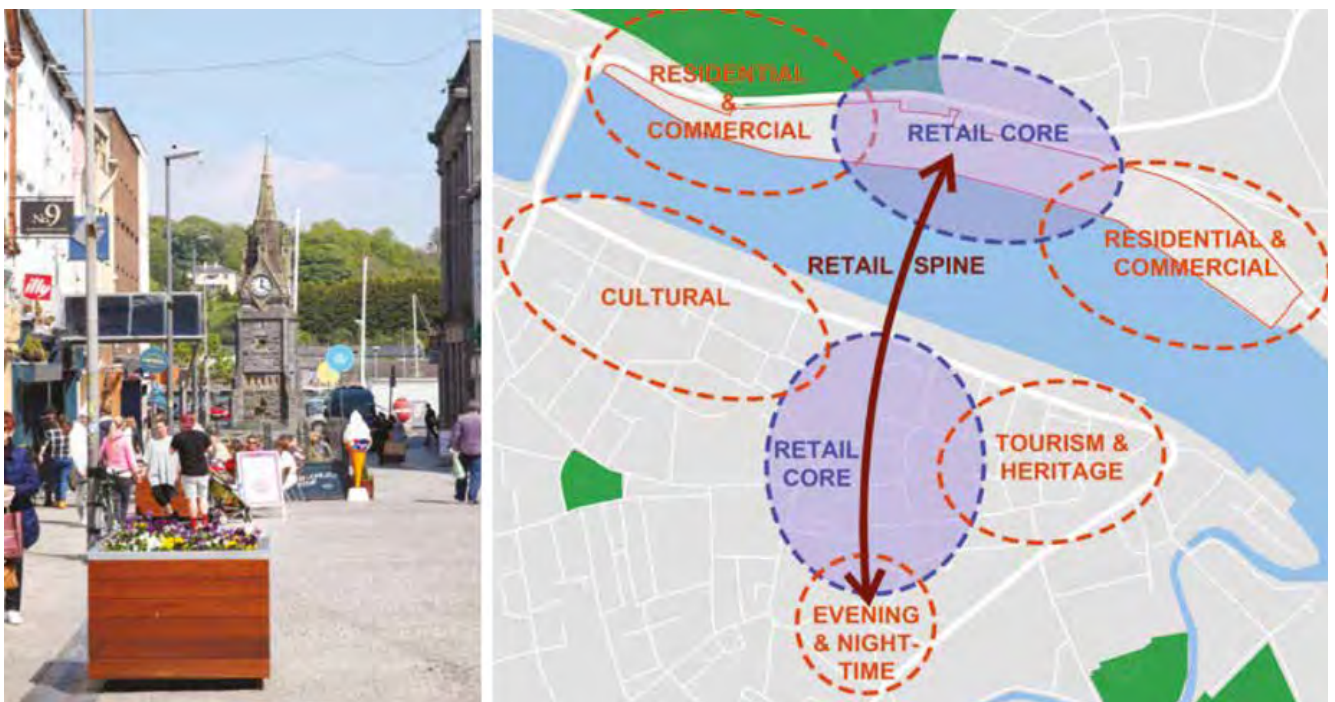 No9
illy
RESIDENTIAL
&
COMMERCIAL
RETAIL CORE
RESIDENTIAL &
COMMERCIAL
RETAIL SPINE
CULTURAL
RETAIL
CORE
TOURISM &
HERITAGE
EVENING
& NIGHT-
TIME